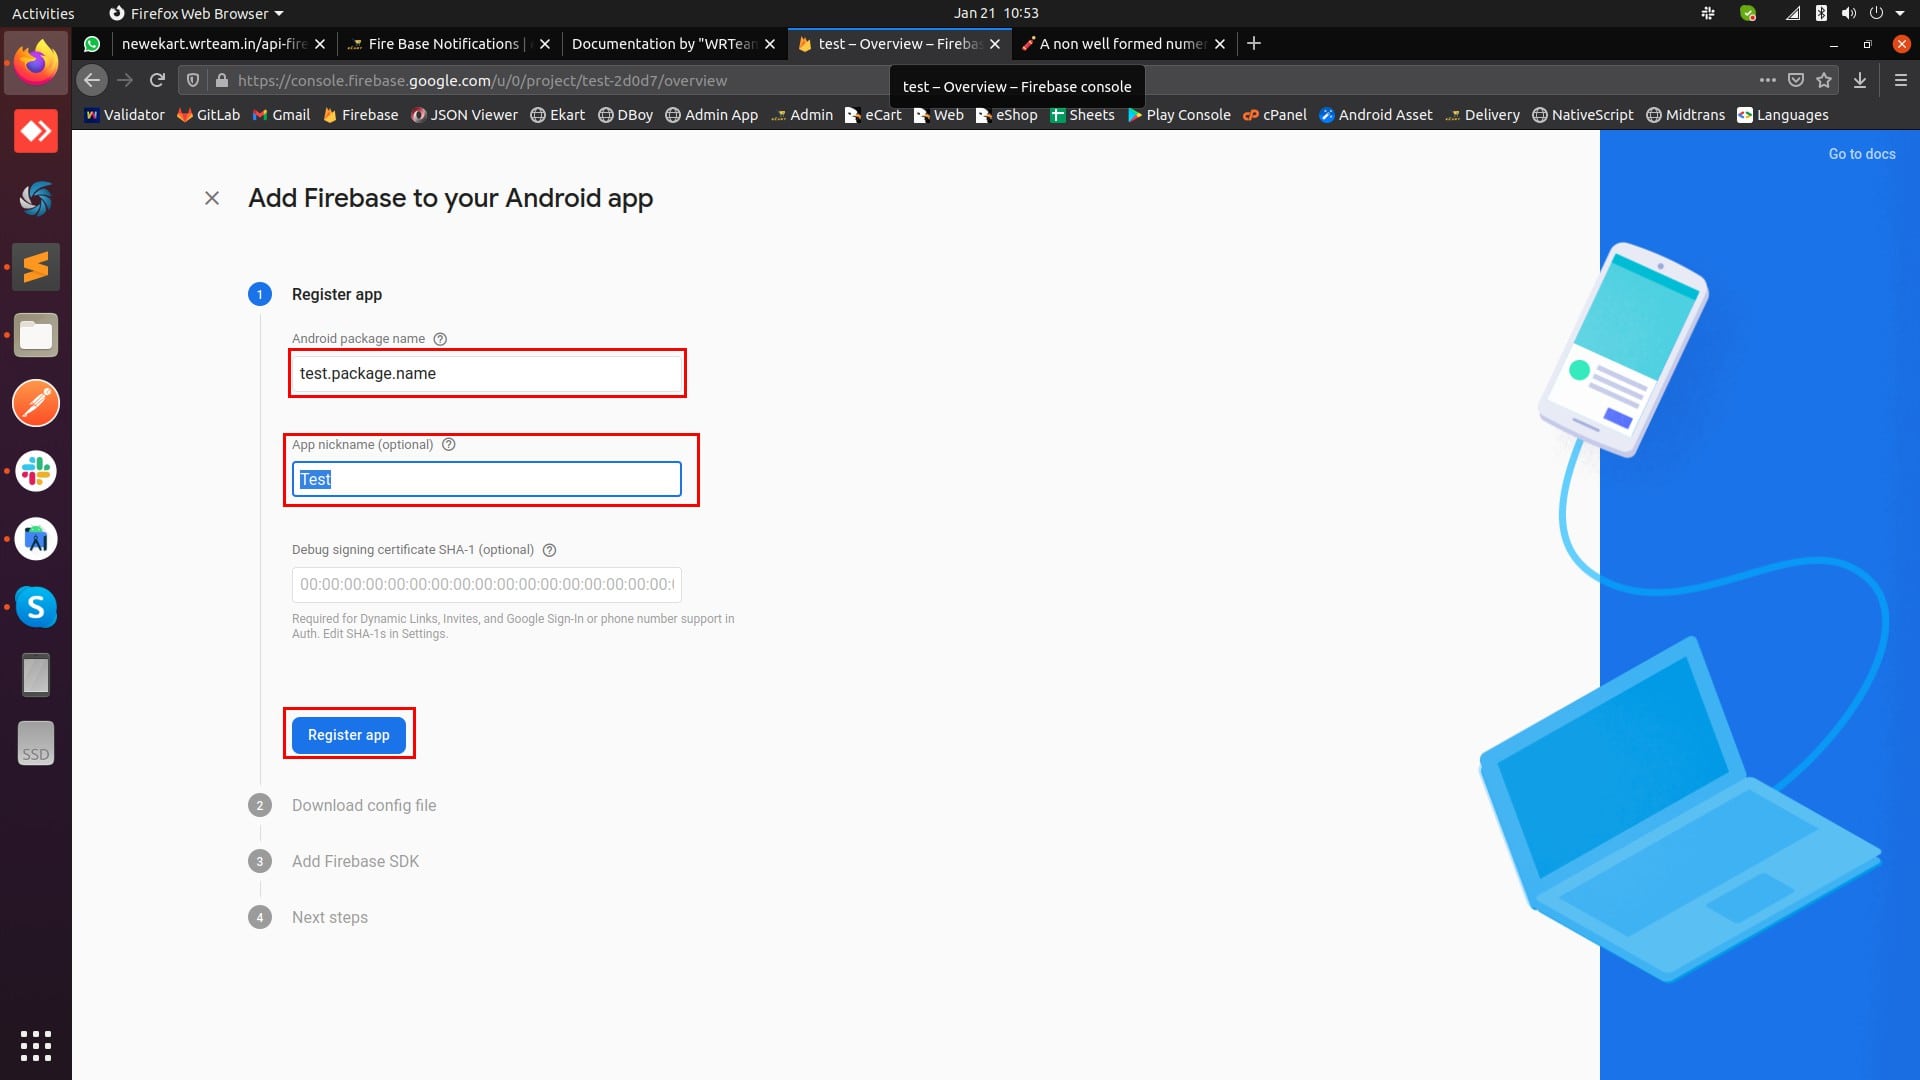 Activities
Firefox Web Browser
Jan 21 10:53
newekart.wrteam.in/api-fire
Fire Base Notifications |
Documentation by "WRTeam
test – Overview – Firebas
A non well formed numer
https://console.firebase.google.com/u/0/project/test-2d0d7/overview
test – Overview – Firebase console
Validator
GitLab
Gmail
Firebase
JSON Viewer
Ekart
DBoy
Admin App
Admin
eCart
Web
eShop
Sheets
Play Console
cPanel
Android Asset
Delivery
NativeScript
Midtrans
Languages
Go to docs
Add Firebase to your Android app
1 Register app
Android package name
test.package.name
App nickname (optional)
Test
Debug signing certificate SHA-1 (optional)
00:00:00:00:00:00:00:00:00:00:00:00:00:00:00:00:00:0
Required for Dynamic Links, Invites, and Google Sign-In or phone number support in
Auth. Edit SHA-1s in Settings.
Register app
2 Download config file
3 Add Firebase SDK
4 Next steps
SSD